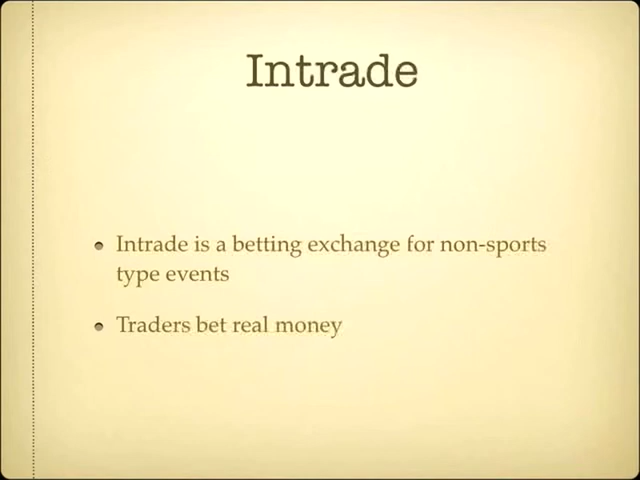 Intrade
• Intrade is a betting exchange for non-sports
type events
• Traders bet real money